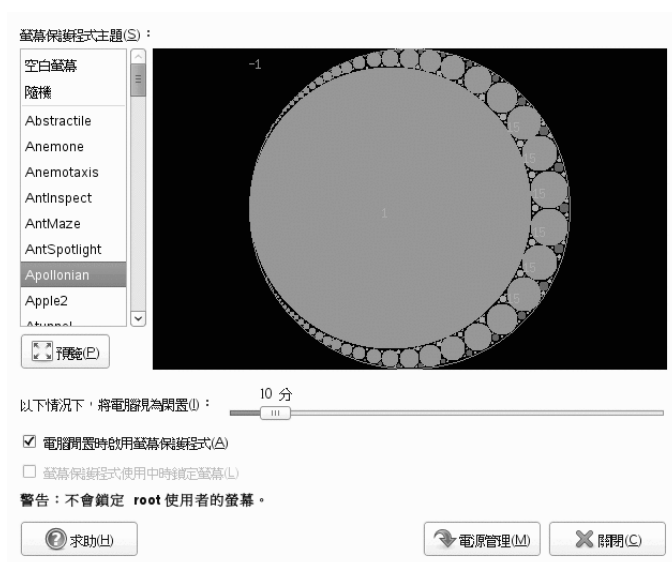 螢幕保護程式主題(S)：
空白螢幕
隨機
Abstractile
Anemone
Anemotaxis
AntInspect
AntMaze
AntSpotlight
Apollonian
Apple2
Atunnel
預覽(P)
-1
1
15
15
15
15
15
15
以下情況下，將電腦視為閒置(I)：
10 分
電腦閒置時啟用螢幕保護程式(A)
螢幕保護程式使用中時鎖定螢幕(L)
警告：不會鎖定 root 使用者的螢幕。
求助(H)
電源管理(M)
關閉(C)